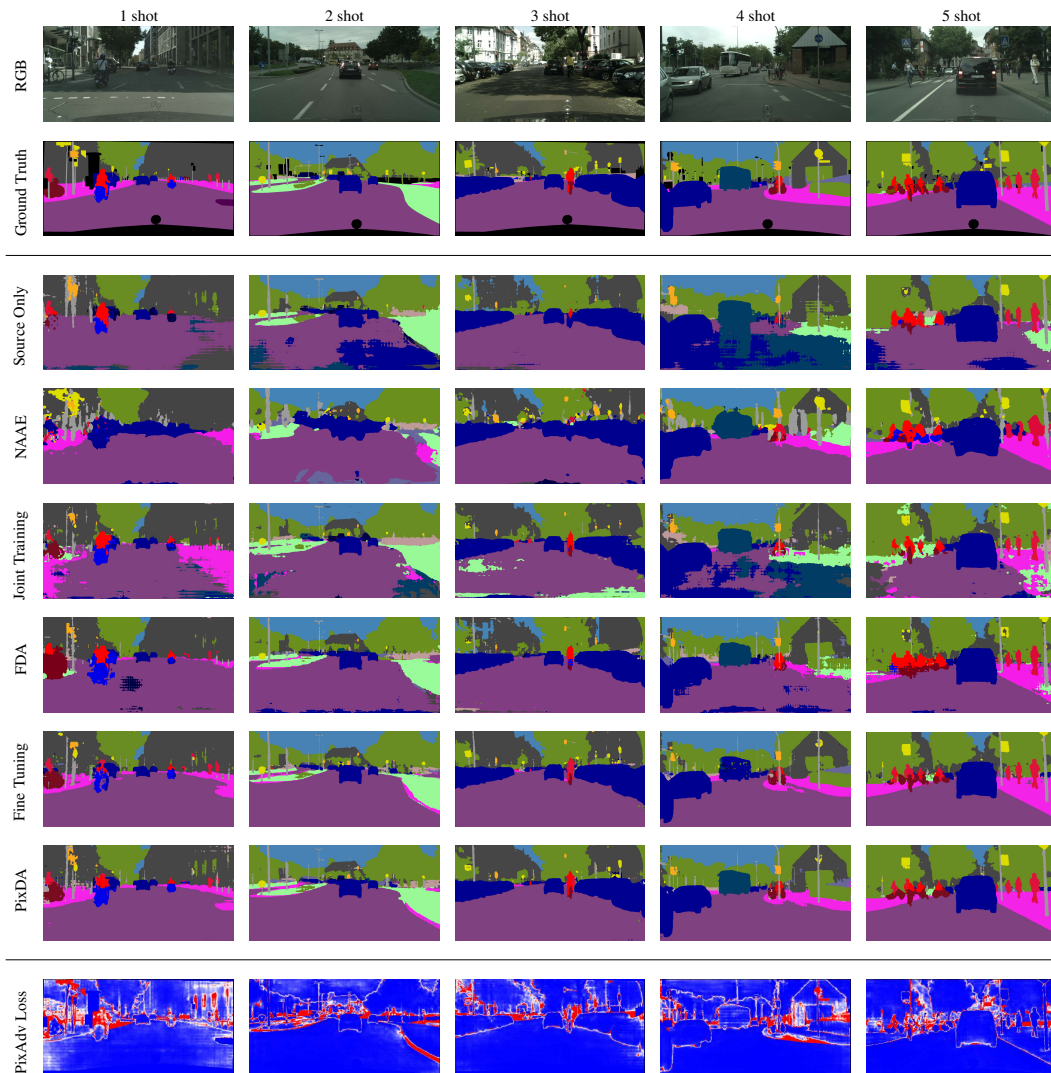 1 shot
2 shot
3 shot
4 shot
5 shot
RGB
Ground Truth
Source Only
NAAE
Joint Training
FDA
Fine Tuning
PixDA
PixAdv Loss